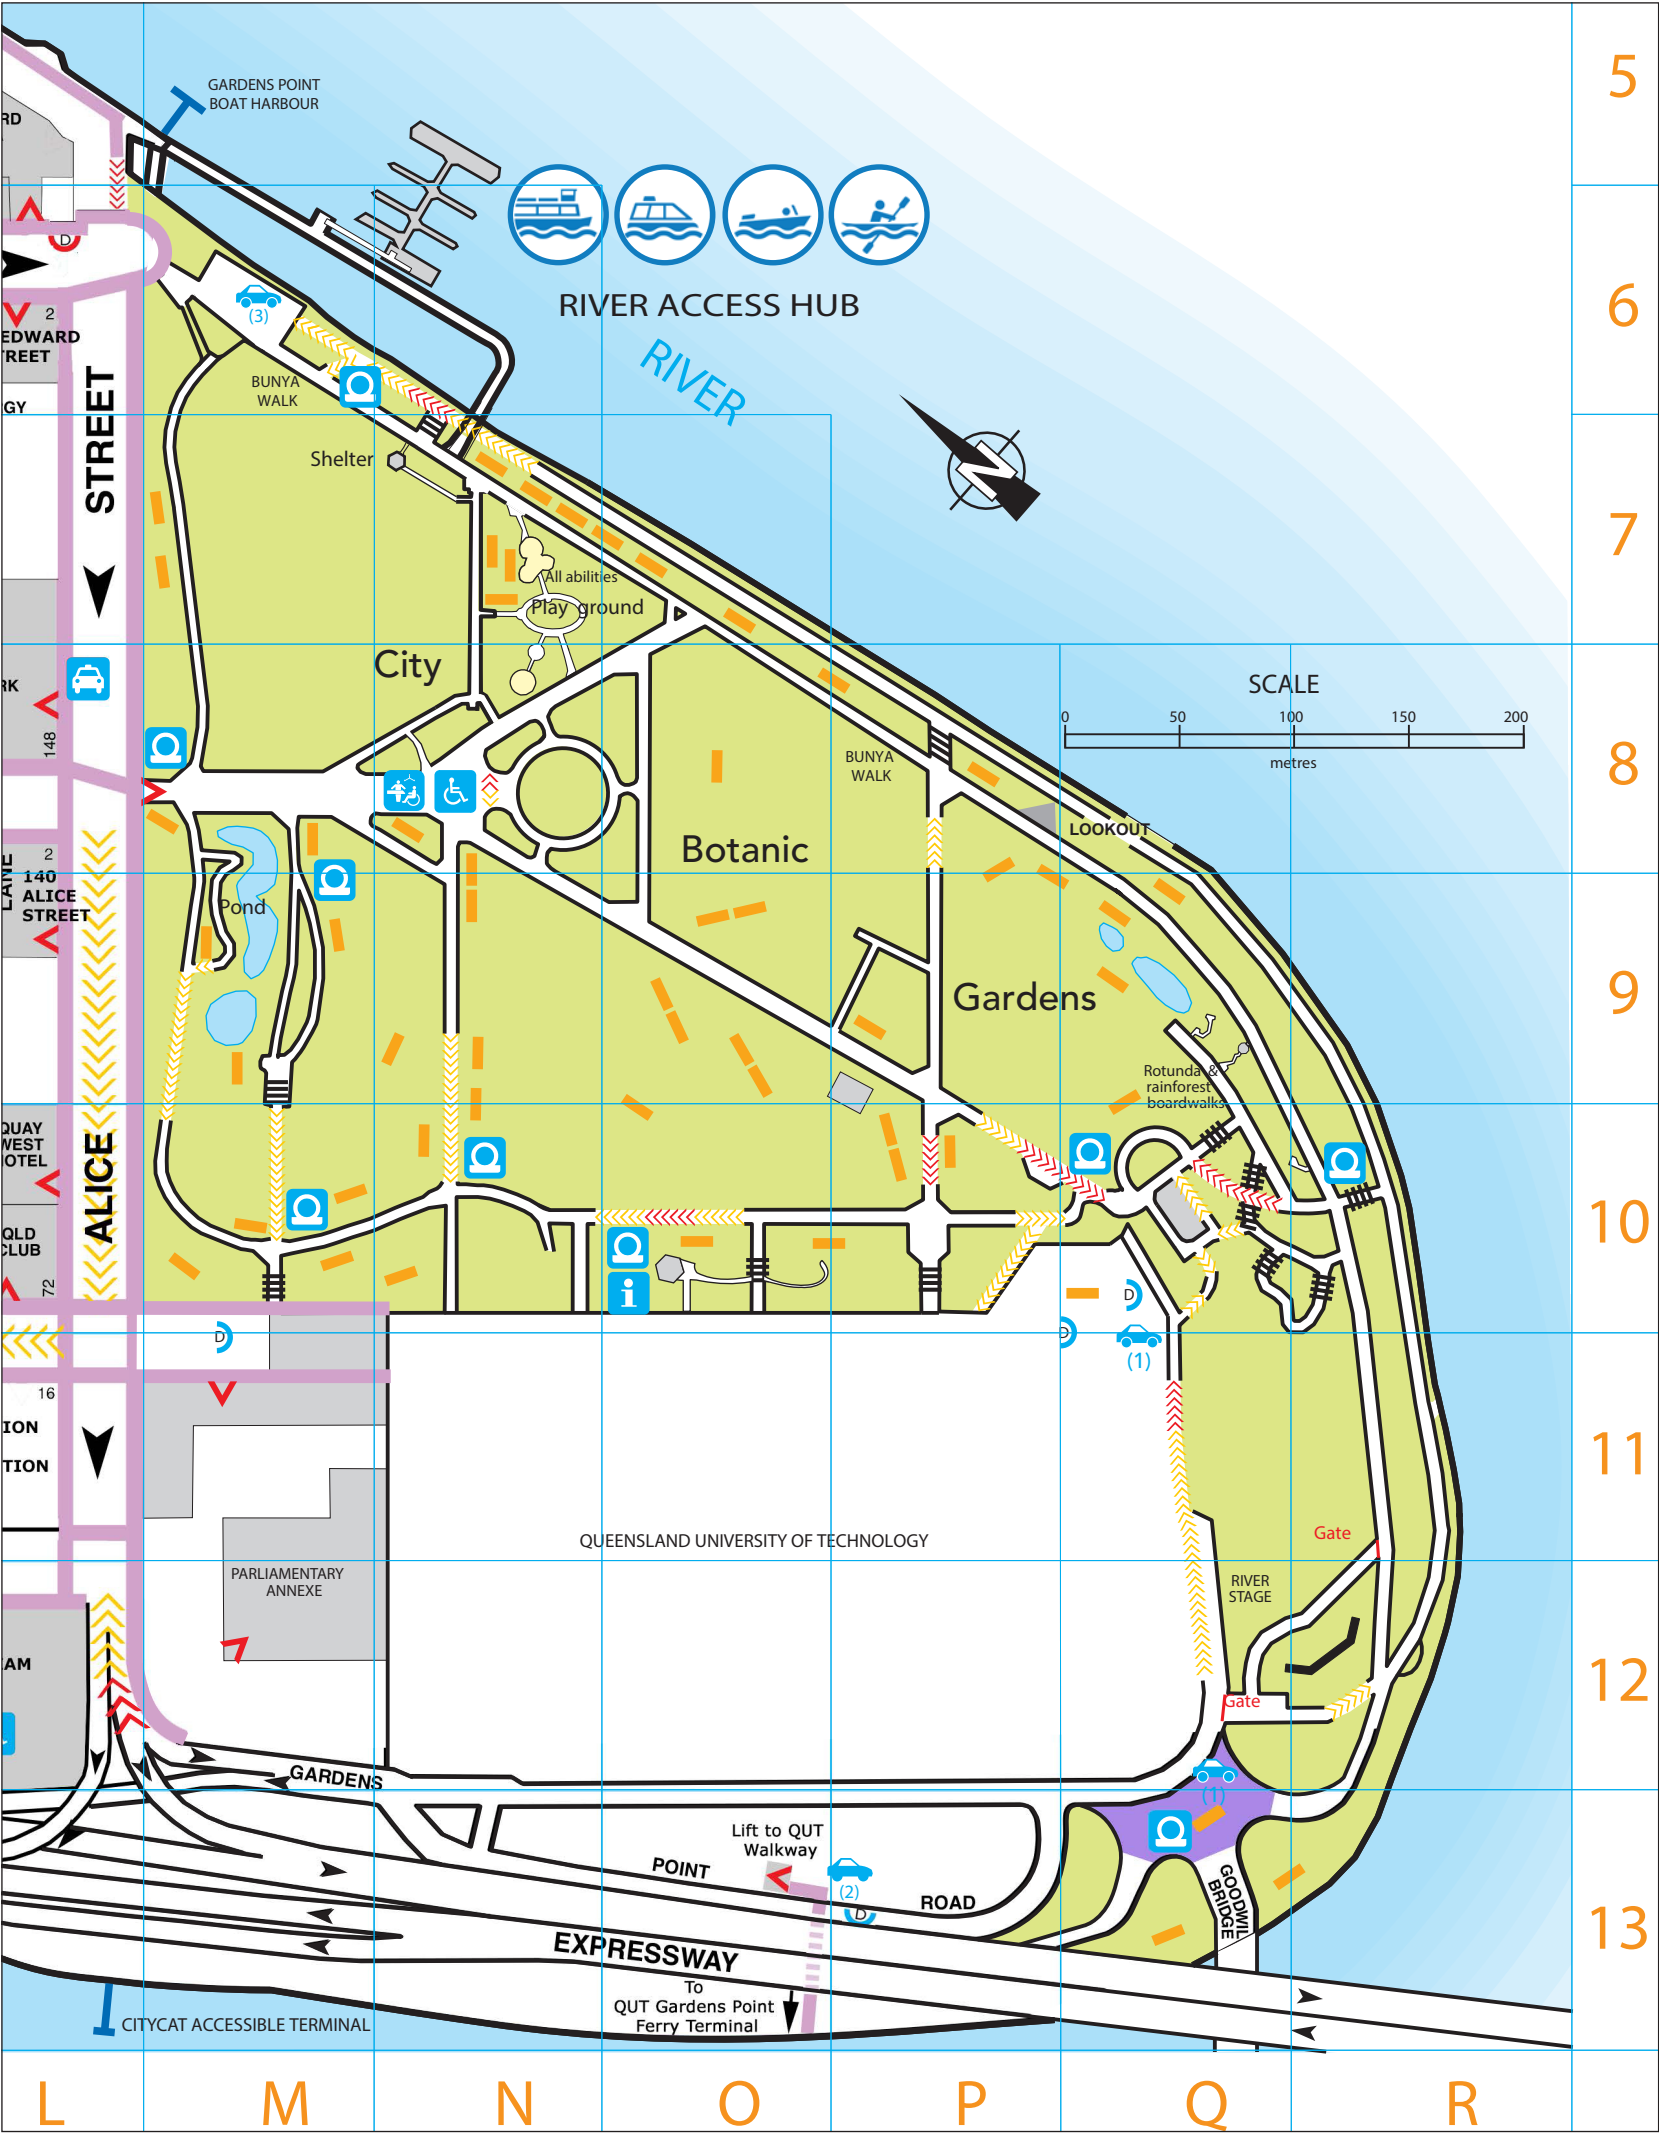 GARDENS POINT
BOAT HARBOUR
5
RD
D
RIVER ACCESS HUB
RIVER
6
(3)
2
EDWARD
TREET
GY
BUNYA
WALK
STREET
Shelter
N
7
All abilities
Play ground
City
RK
148
SCALE
0 50 100 150 200
metres
8
BUNYA
WALK
LOOKOUT
Botanic
2
LANE
140
ALICE
STREET
Pond
Gardens
9
Rotunda &
rainforest
boardwalks
QUAY
WEST
OTEL
ALICE
QLD
CLUB
72
10
i
D
D
D
(1)
16
ION
TION
11
QUEENSLAND UNIVERSITY OF TECHNOLOGY
Gate
PARLIAMENTARY
ANNEXE
RIVER
STAGE
AM
12
Gate
GARDENS
(1)
Lift to QUT
Walkway
POINT
(2)
ROAD
D
GOODWIL
BRIDGE
13
EXPRESSWAY
To
QUT Gardens Point
Ferry Terminal
CITYCAT ACCESSIBLE TERMINAL
L M N O P Q R